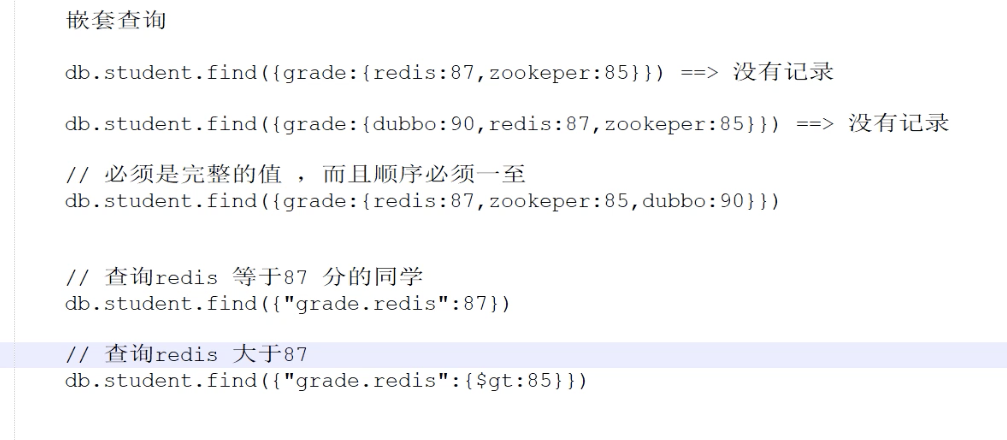 嵌套查询
db.student.find({grade:{redis:87,zookeper:85}}) ==> 没有记录
db.student.find({grade:{dubbo:90,redis:87,zookeper:85}}) ==> 没有记录
// 必须是完整的值 ，而且顺序必须一至
db.student.find({grade:{redis:87,zookeper:85,dubbo:90}})
// 查询redis 等于87 分的同学
db.student.find({"grade.redis":87})
// 查询redis 大于87
db.student.find({"grade.redis":{$gt:85}})